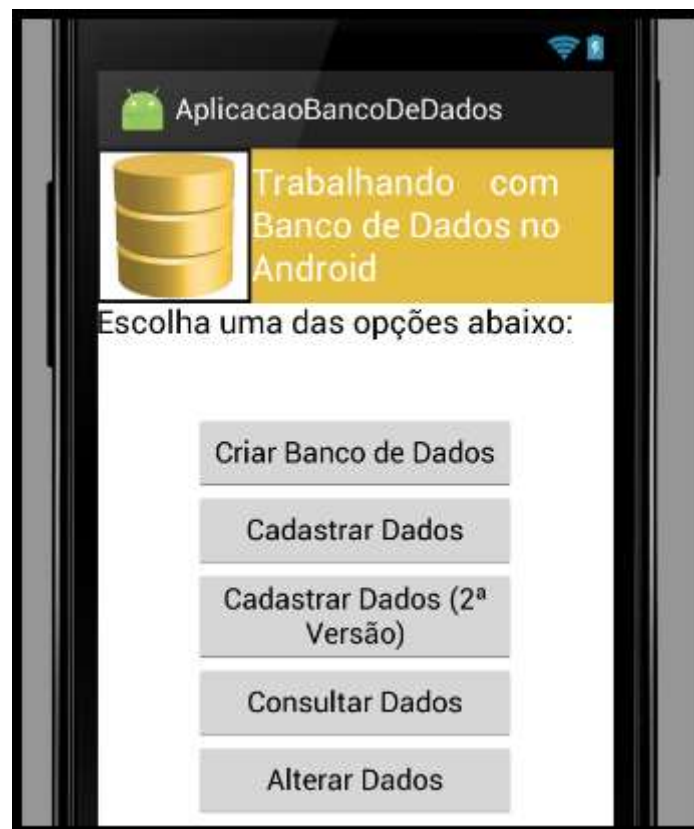 AplicacaoBancoDeDados
Trabalhando com
Banco de Dados no
Android
Escolha uma das opções abaixo:
Criar Banco de Dados
Cadastrar Dados
Cadastrar Dados (2ª
Versão)
Consultar Dados
Alterar Dados